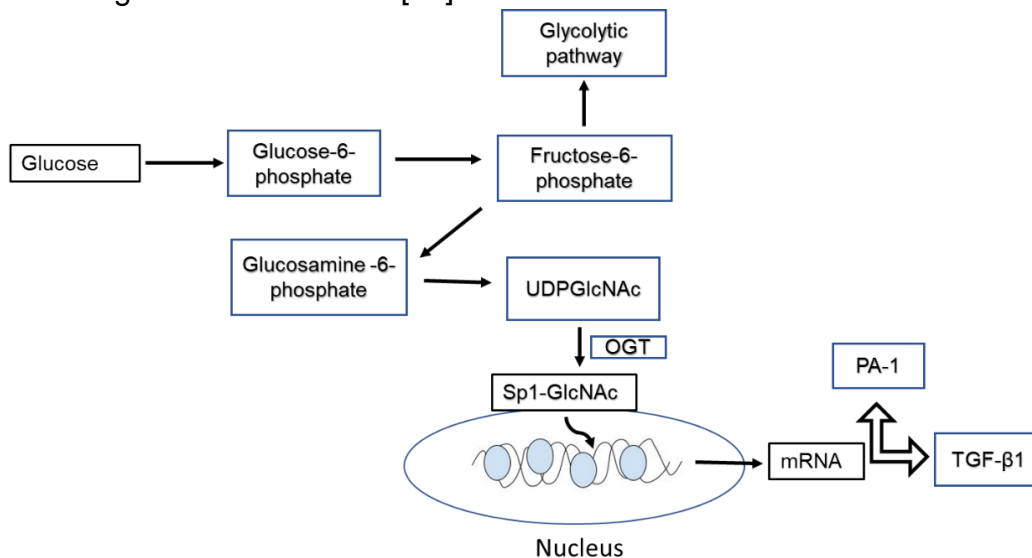 Glycolytic
pathway
Glucose
Glucose-6-
phosphate
Fructose-6-
phosphate
Glucosamine -6-
phosphate
UDPGlcNAc
OGT
Sp1-GlcNAc
PA-1
mRNA
TGF-β1
Nucleus